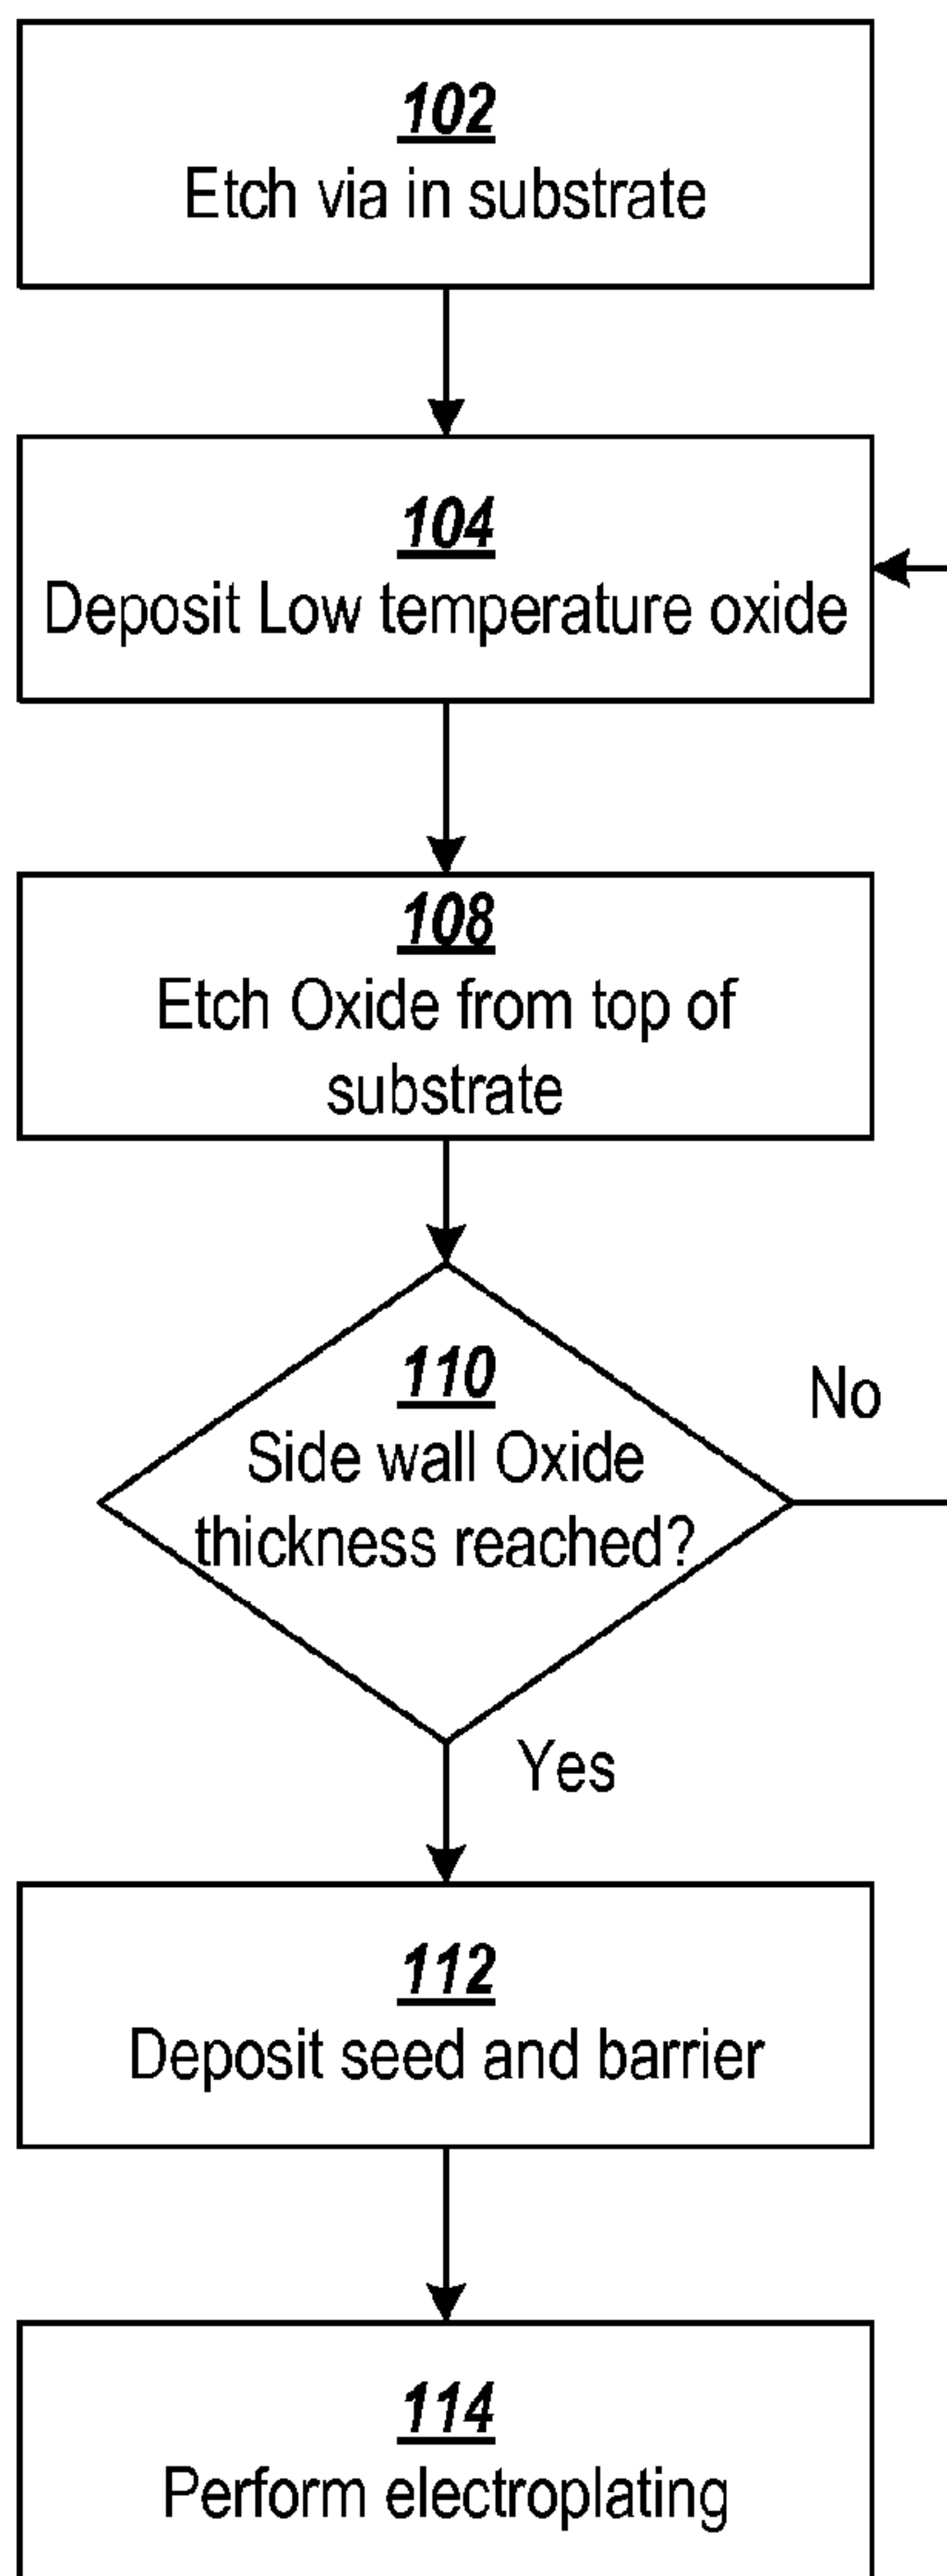 102
Etch via in substrate
104
Deposit Low temperature oxide
108
Etch Oxide from top of
substrate
110
Side wall Oxide
thickness reached?
No
Yes
112
Deposit seed and barrier
114
Perform electroplating